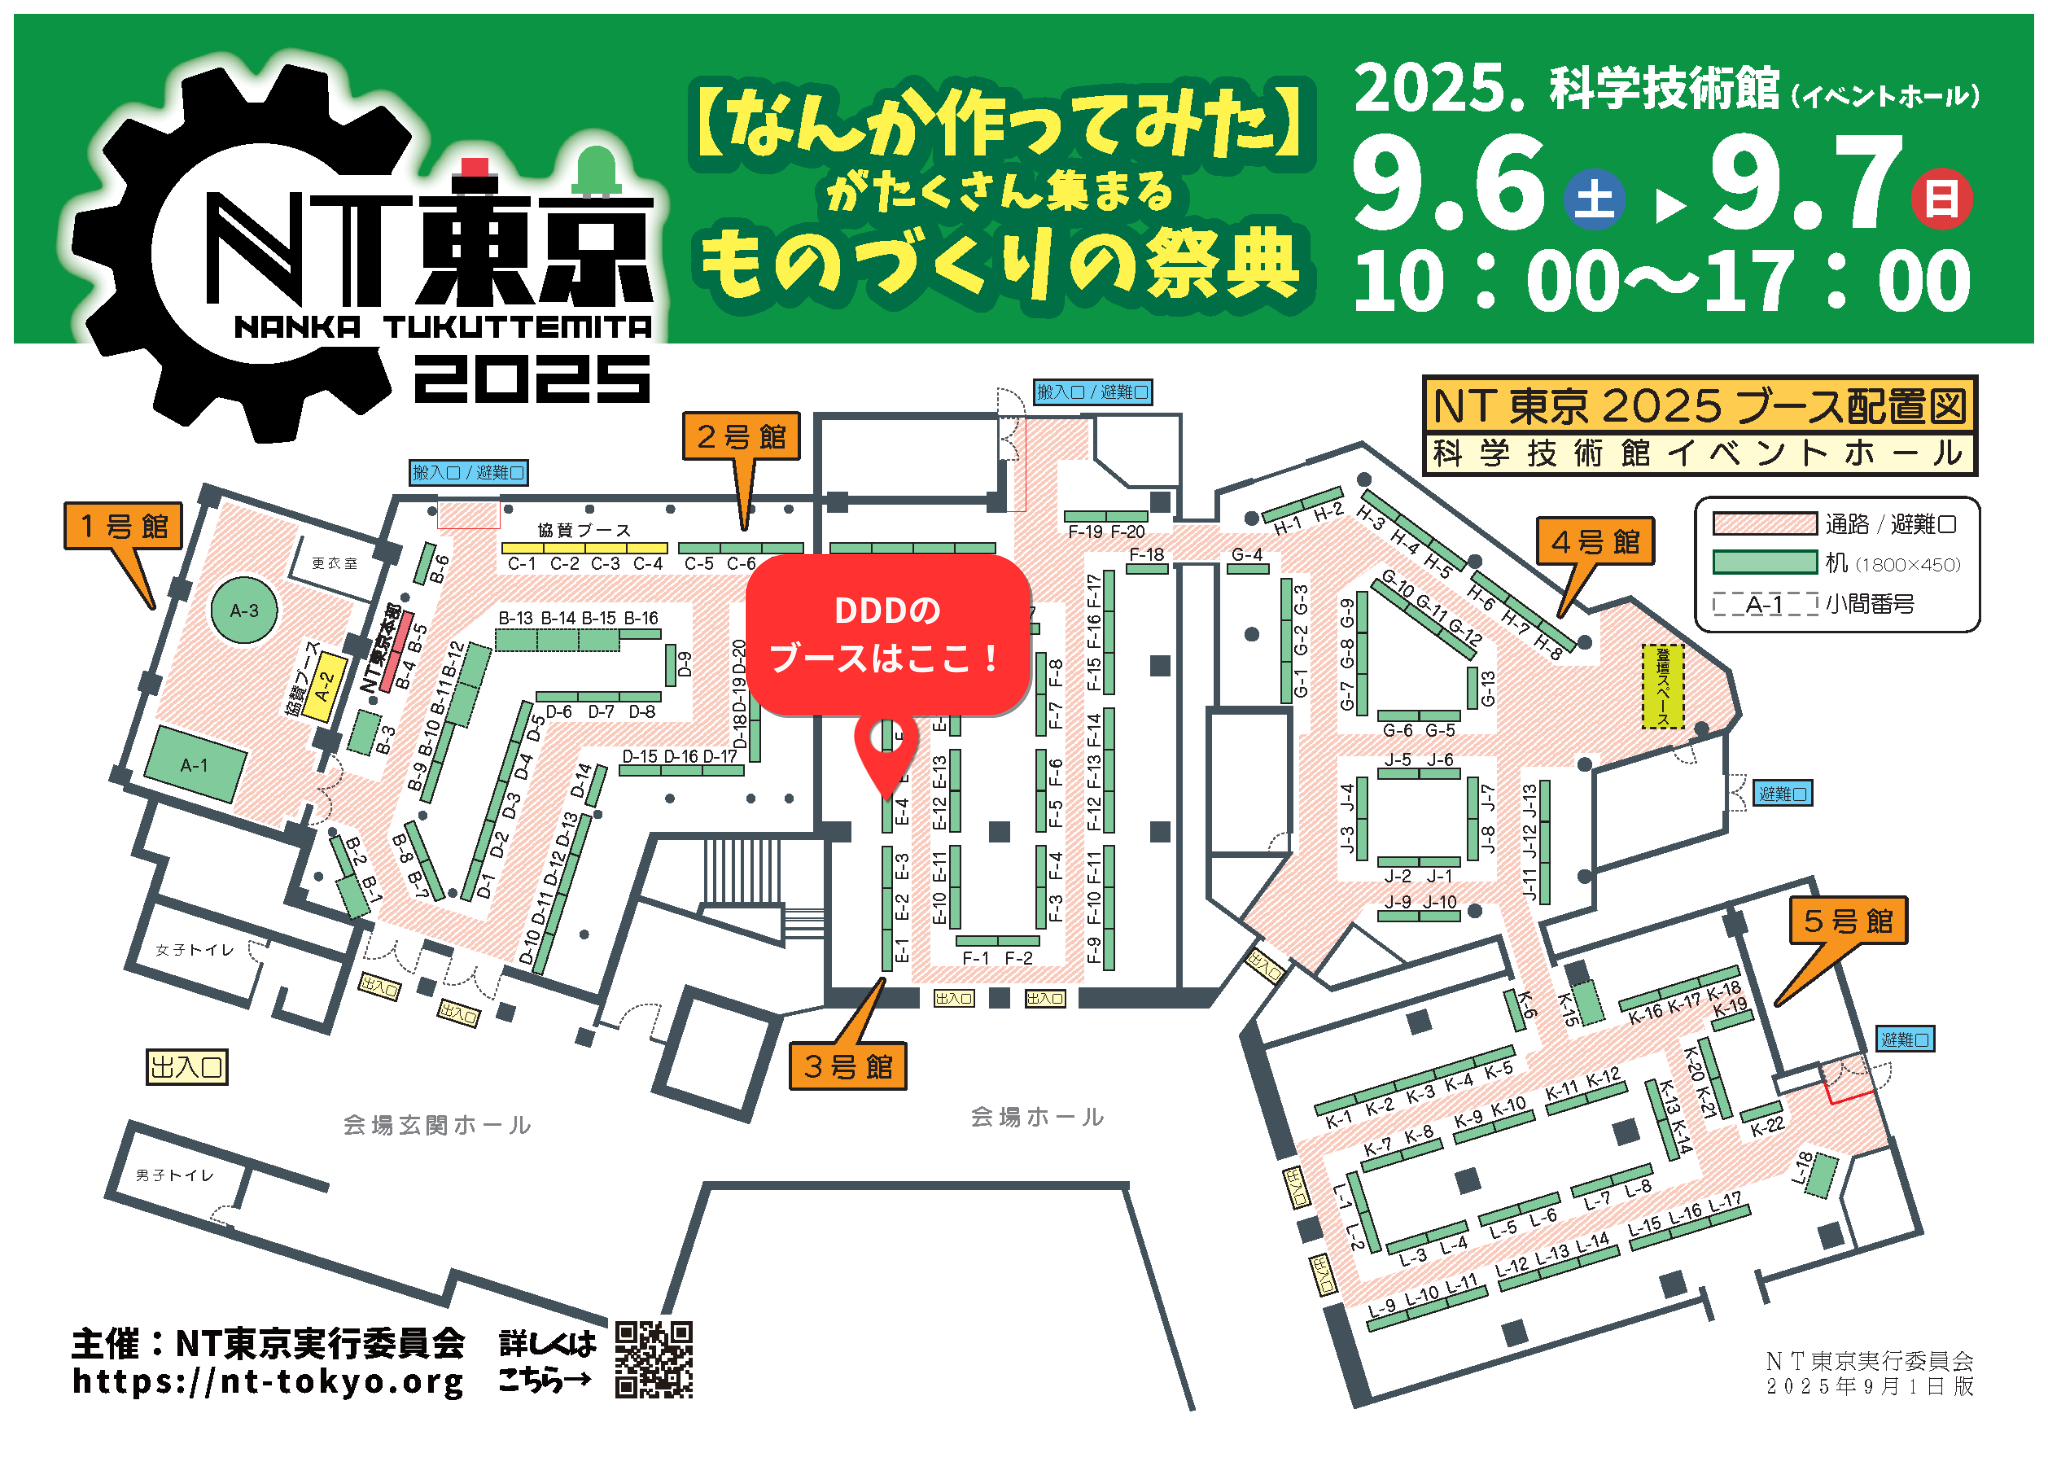 NT東京
NANKA TUKUTTEMITA
2025
【なんか作ってみた】
がたくさん集まる
ものづくりの祭典
2025. 科学技術館（イベントホール）
9.6 土 ▶ 9.7 日
10：00～17：00
NT東京2025ブース配置図
科学技術館イベントホール
通路/避難口
机（1800×450）
A-1 小間番号
1号館
2号館
3号館
4号館
5号館
搬入口/避難口
搬入口/避難口
更衣室
A-3
協賛ブース
A-2
A-1
NT東京本部
B-6
B-5
B-4
B-3
B-2
B-1
協賛ブース
C-1 C-2 C-3 C-4 C-5 C-6
B-13 B-14 B-15 B-16
B-12
B-11
B-10
B-9
B-8
B-7
D-9
D-6 D-7 D-8
D-5
D-4
D-3
D-2
D-1
D-20
D-19
D-18
D-15 D-16 D-17
D-14
D-13
D-12
D-11
D-10
DDDの
ブースはここ！
E-4
E-3
E-2
E-1
E-13
E-12
E-11
E-10
F-1 F-2
F-8
F-7
F-6
F-5
F-4
F-3
F-19 F-20
F-18
F-17
F-16
F-15
F-14
F-13
F-12
F-11
F-10
F-9
G-4
G-3
G-2
G-1
G-9
G-8
G-7
G-10
G-11
G-12
G-13
G-6 G-5
H-1 H-2
H-3
H-4
H-5
H-6
H-7
H-8
登壇スペース
J-5 J-6
J-4
J-3
J-7
J-8
J-2 J-1
J-9 J-10
J-13
J-12
J-11
避難口
K-6
K-15
K-16 K-17 K-18
K-19
K-1 K-2 K-3 K-4 K-5
K-7 K-8 K-9 K-10 K-11 K-12
K-13
K-14
K-20
K-21
K-22
避難口
L-18
L-1
L-2
L-3 L-4 L-5 L-6 L-7 L-8
L-9 L-10 L-11 L-12 L-13 L-14 L-15 L-16 L-17
女子トイレ
男子トイレ
出入口
出入口
出入口
出入口
出入口
出入口
出入口
出入口
会場玄関ホール
会場ホール
主催：NT東京実行委員会
https://nt-tokyo.org
詳しくは
こちら→
NT東京実行委員会
2025年9月1日版